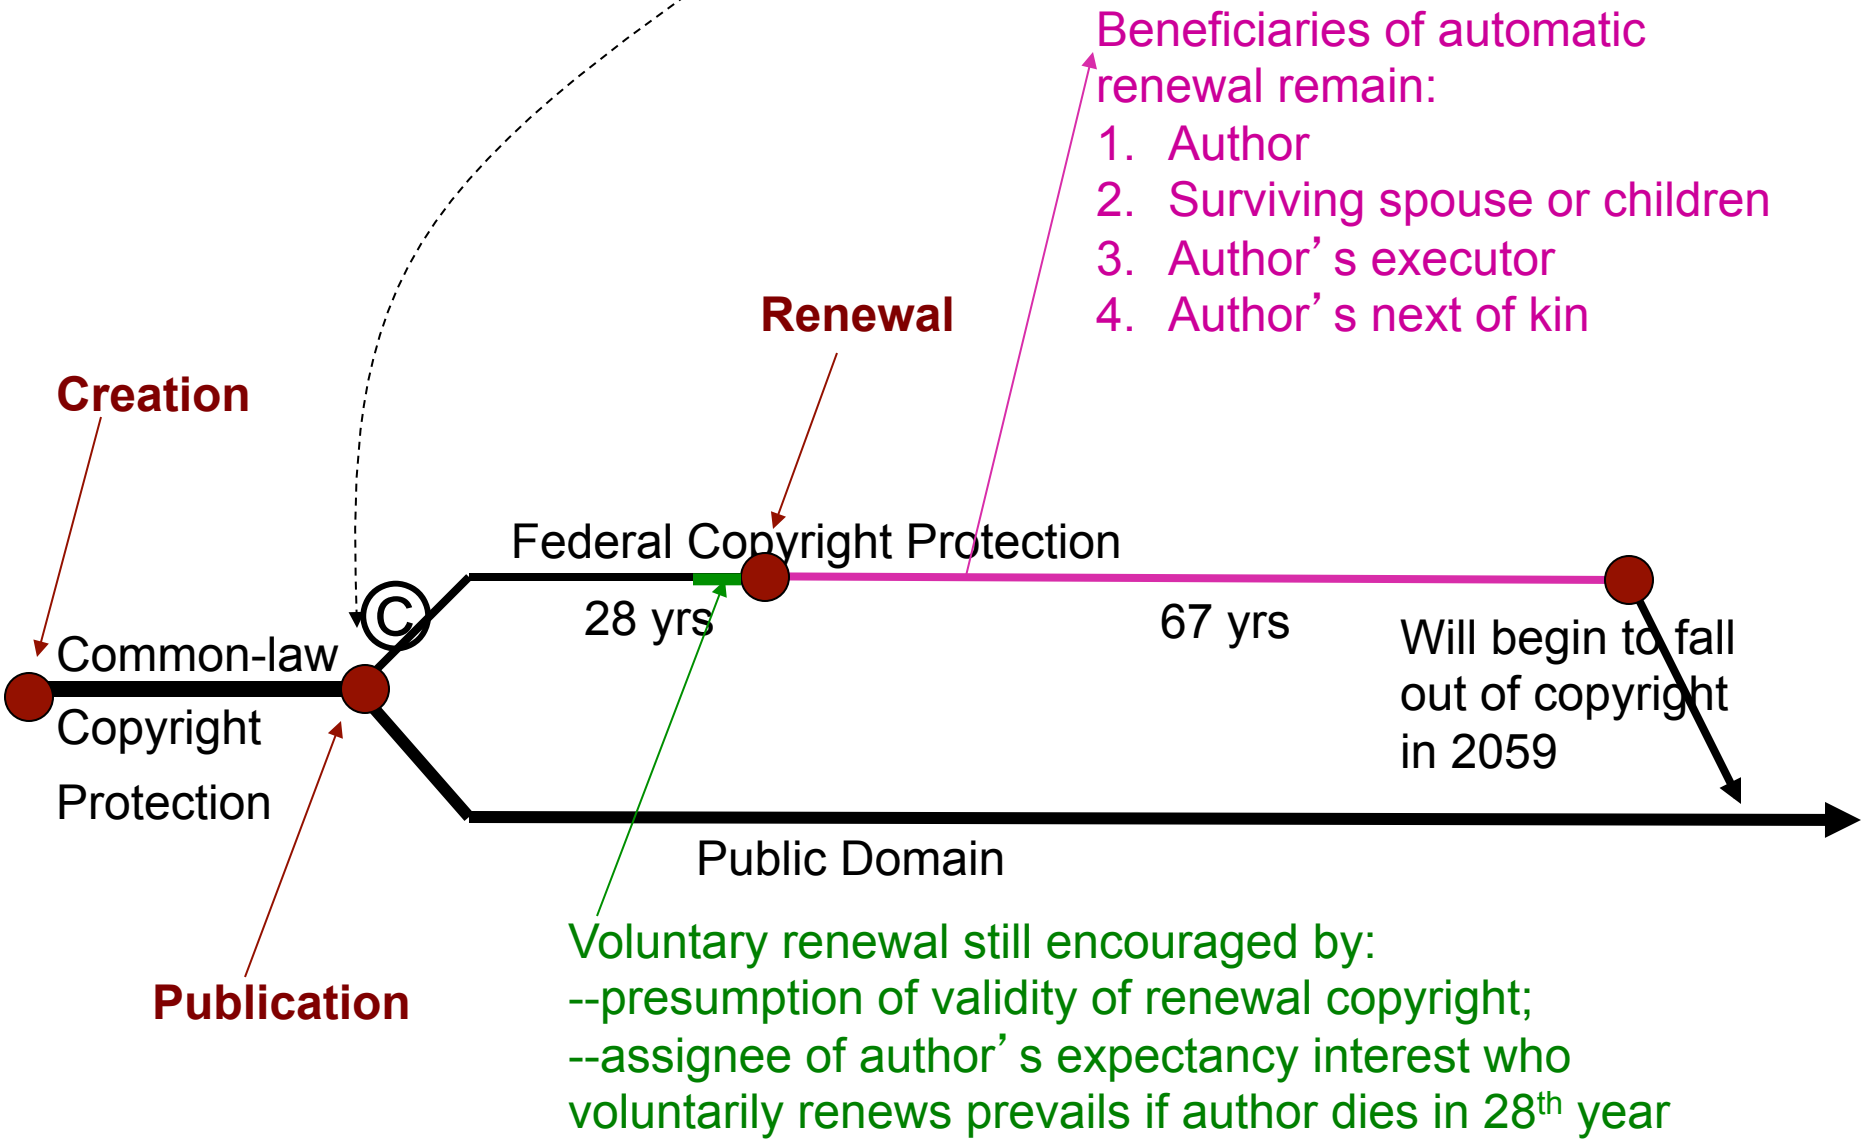 Beneficiaries of automatic
renewal remain:
1. Author
2. Surviving spouse or children
3. Author’s executor
4. Author’s next of kin
Renewal
Creation
Federal Copyright Protection
©
28 yrs
67 yrs
Common-law
Copyright
Protection
Will begin to fall
out of copyright
in 2059
Public Domain
Publication
Voluntary renewal still encouraged by:
--presumption of validity of renewal copyright;
--assignee of author’s expectancy interest who
voluntarily renews prevails if author dies in 28th year